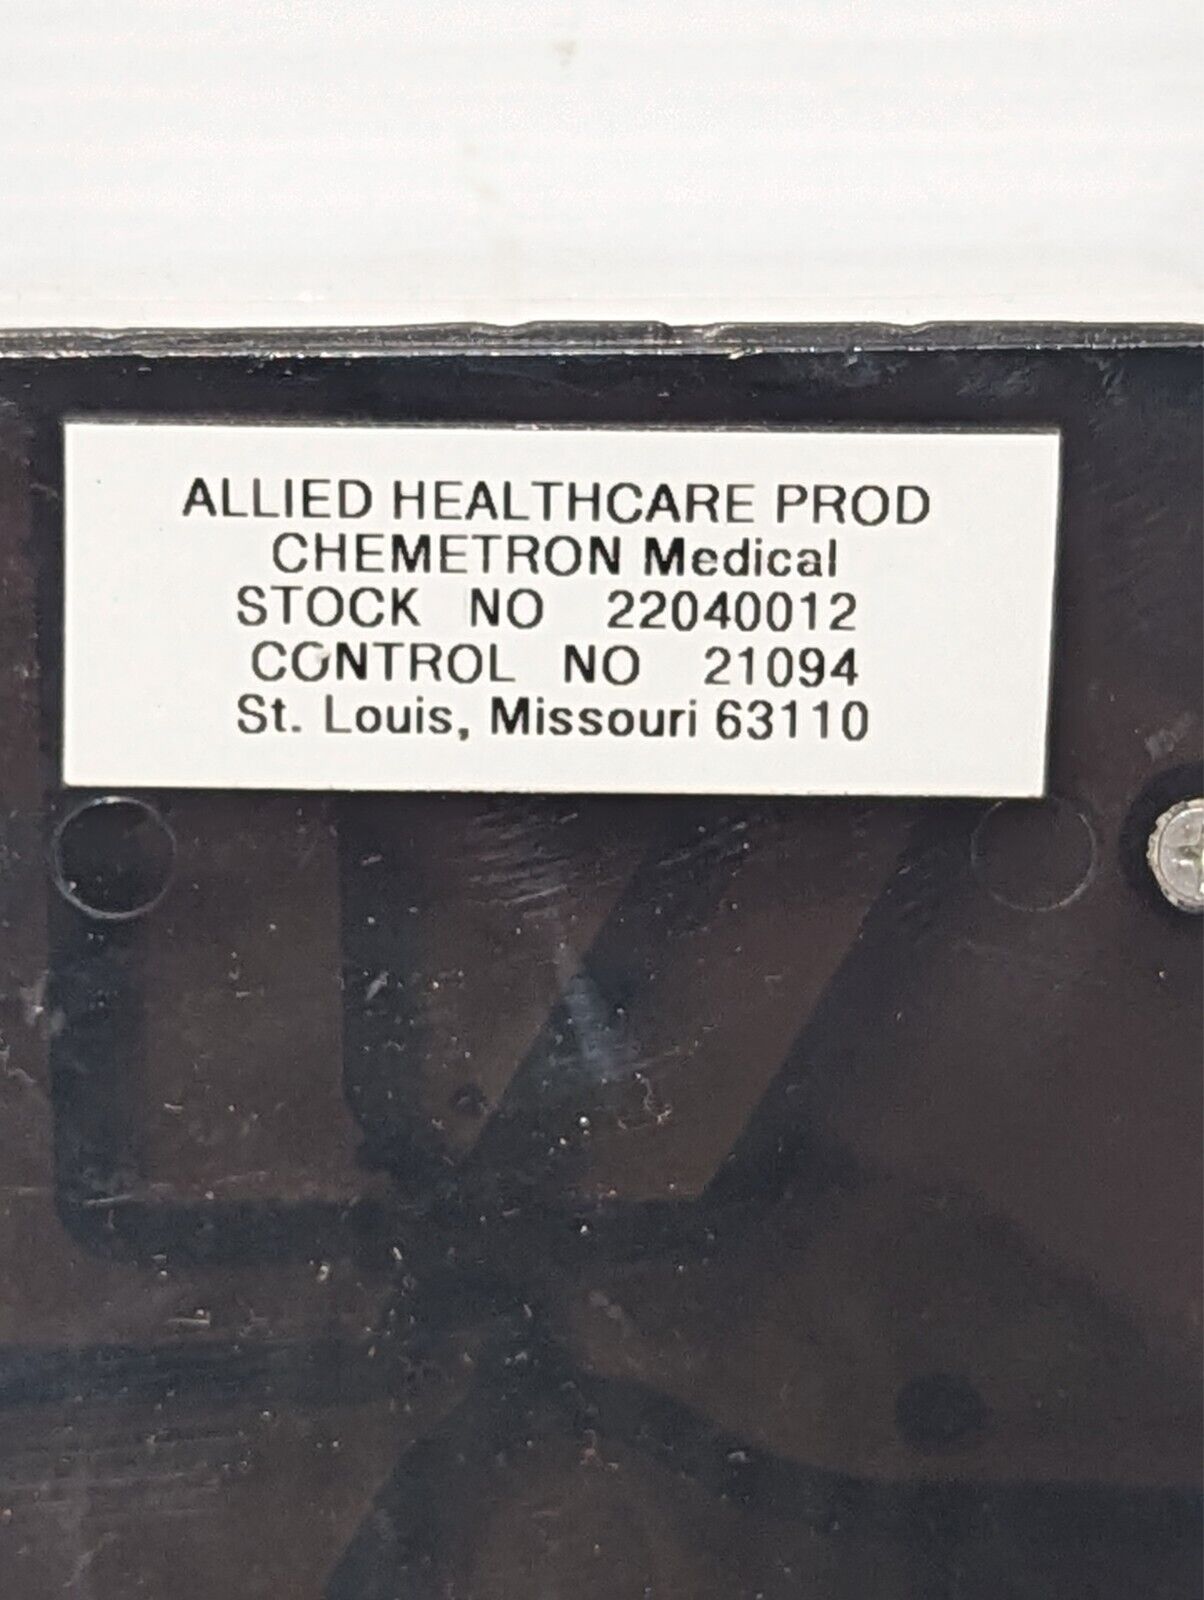 ALLIED HEALTHCARE PROD
CHEMETRON Medical
STOCK NO 22040012
CONTROL NO 21094
St. Louis, Missouri 63110